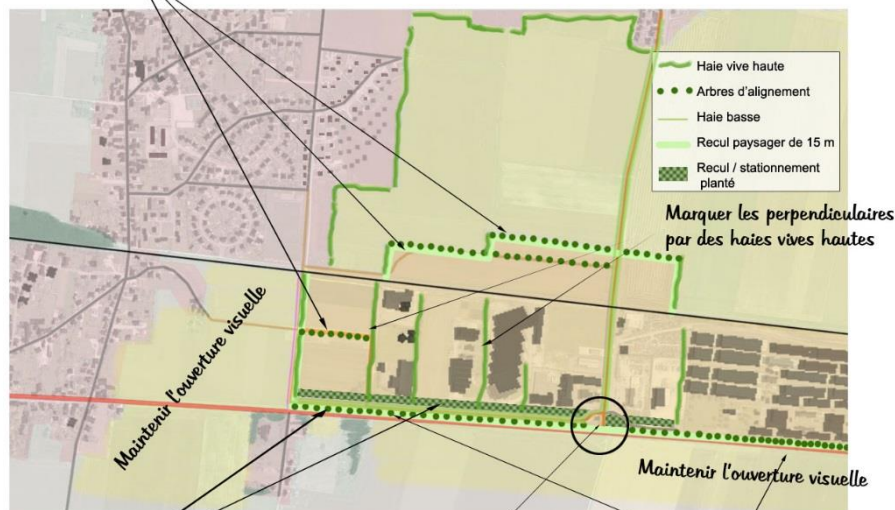 Haie vive haute
Arbres d'alignement
Haie basse
Recul paysager de 15 m
Recul / stationnement
planté
Marquer les perpendiculaires
par des haies vives hautes
Maintenir l'ouverture visuelle
Maintenir l'ouverture visuelle